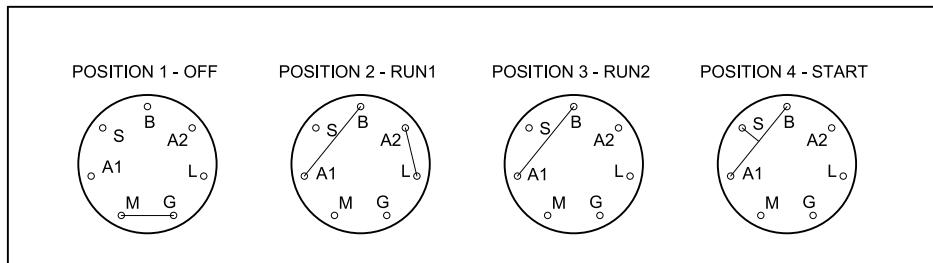 POSITION 1 - OFF
POSITION 2 - RUN1
POSITION 3 - RUN2
POSITION 4 - START
B
S
A2
A1
L
M
G
B
S
A2
A1
L
M
G
B
S
A2
A1
L
M
G
B
S
A2
A1
L
M
G